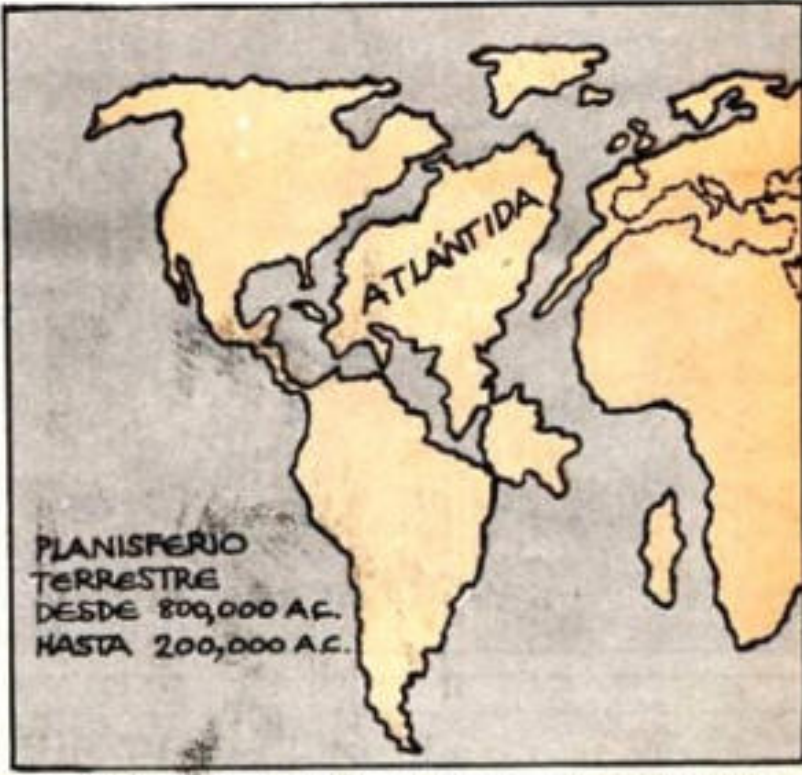 ATLÁNTIDA
PLANISFERIO
TERRESTRE
DESDE 800,000 A.C.
HASTA 200,000 A.C.